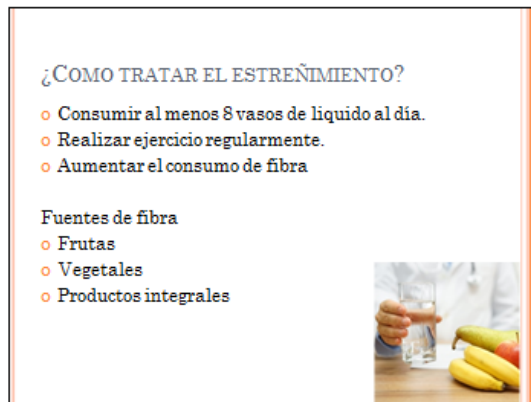 ¿COMO TRATAR EL ESTREÑIMIENTO?
o Consumir al menos 8 vasos de liquido al día.
o Realizar ejercicio regularmente.
o Aumentar el consumo de fibra
Fuentes de fibra
o Frutas
o Vegetales
o Productos integrales